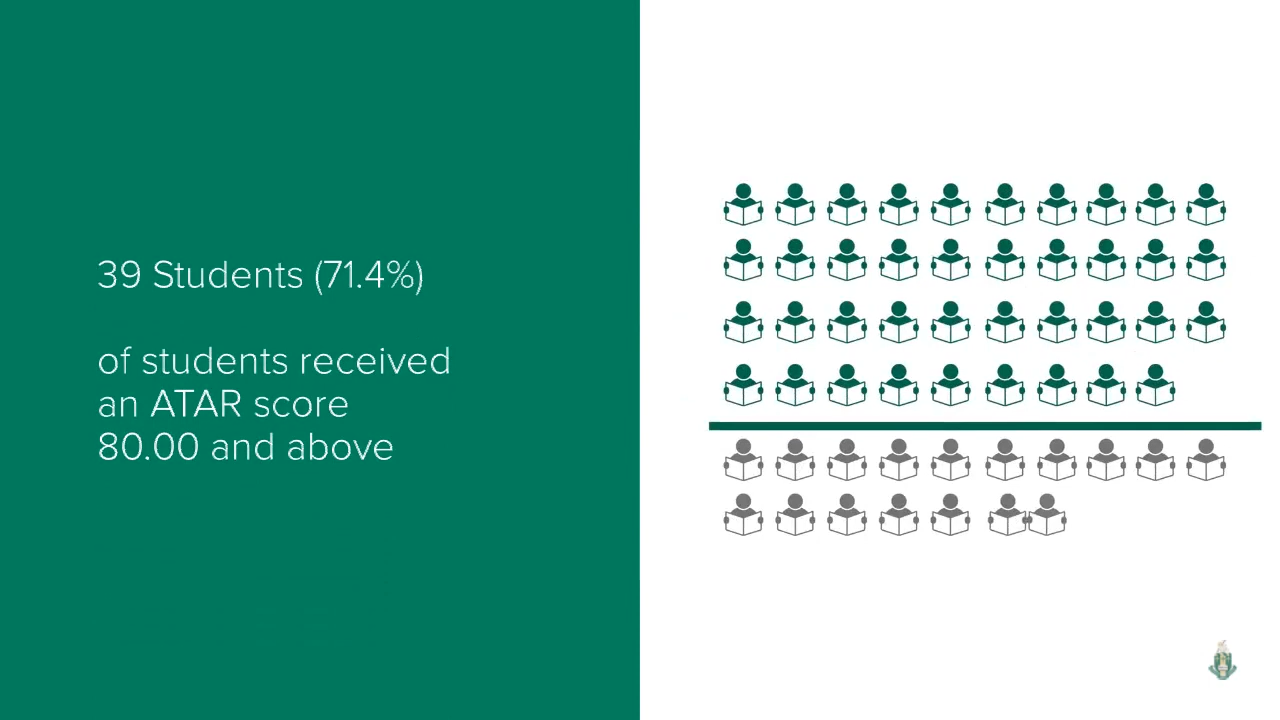 39 Students (71.4%)
of students received
an ATAR score
80.00 and above